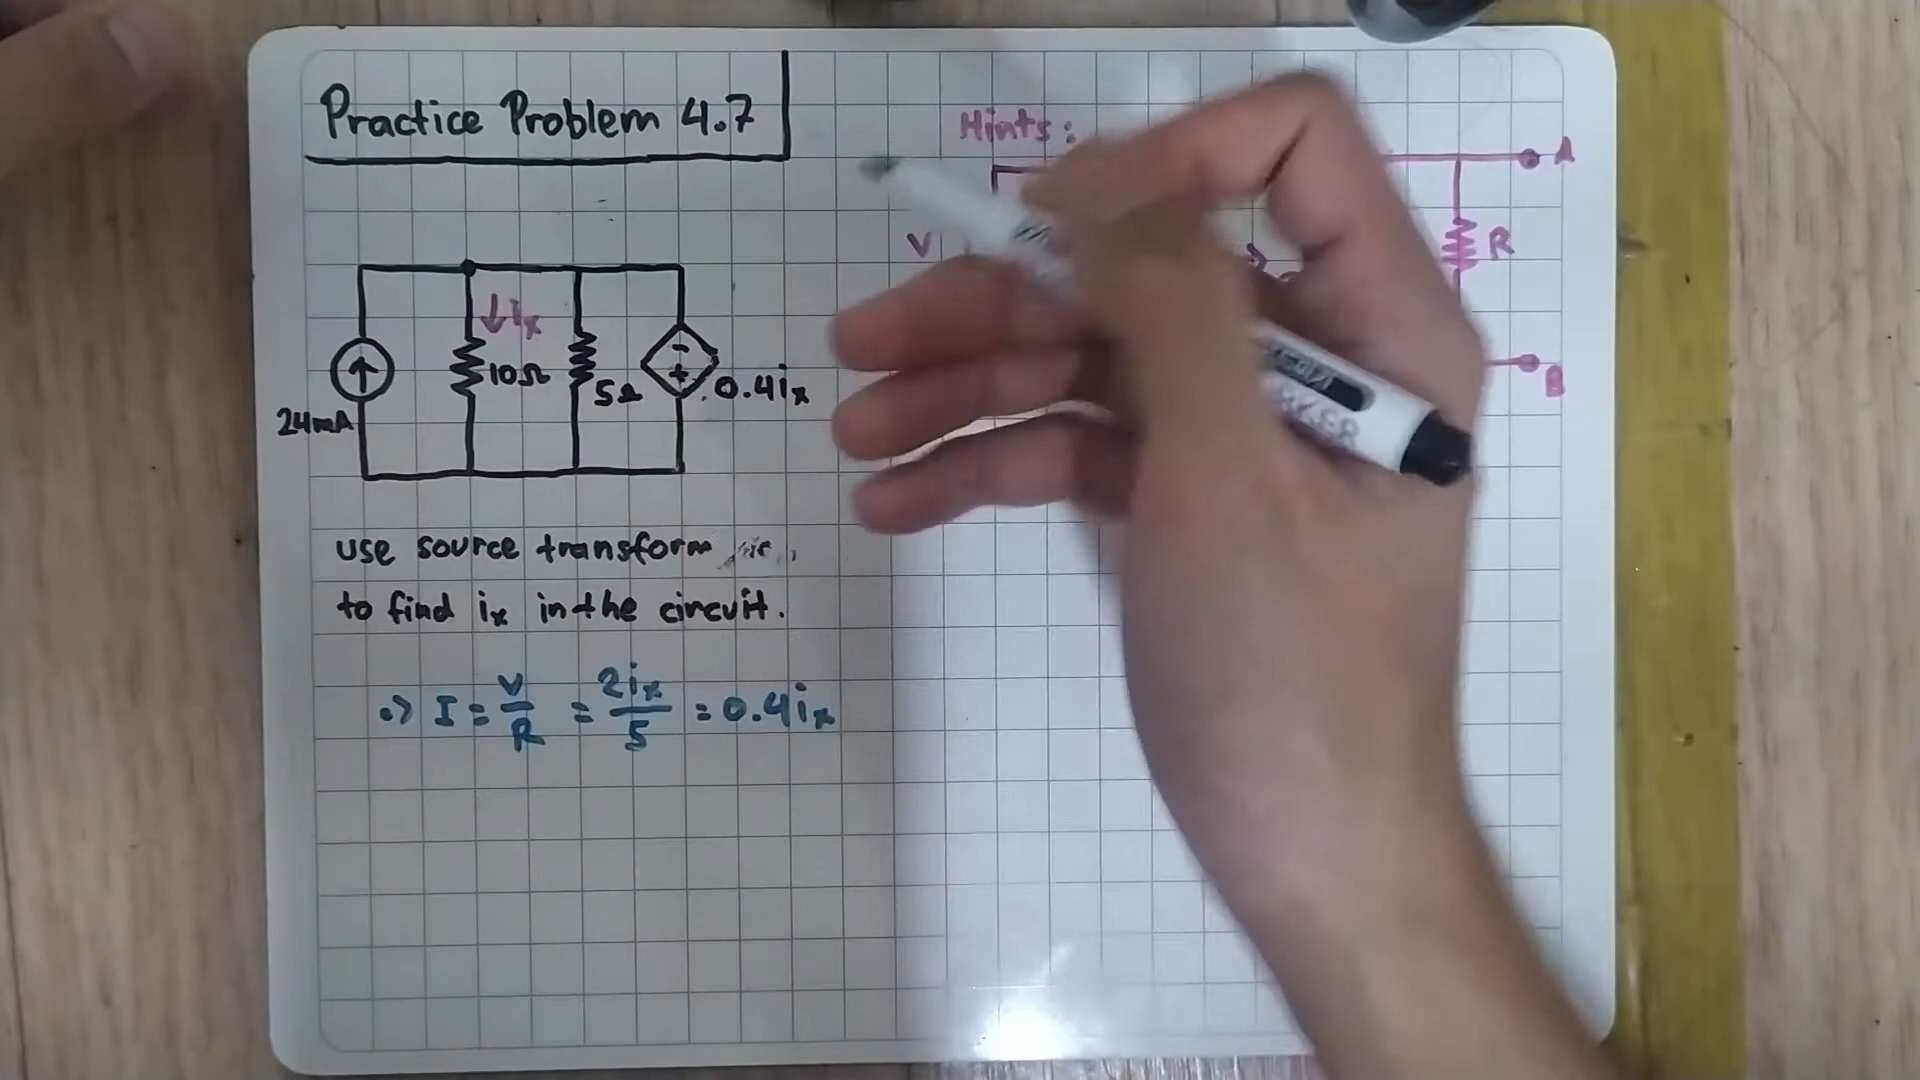 Practice Problem 4.7
Hints:
A
V
R
B
ix
10Ω
5Ω
- +
0.4ix
24mA
use source transform
to find ix in the circuit.
=> I = V/R = 2ix/5 = 0.4ix